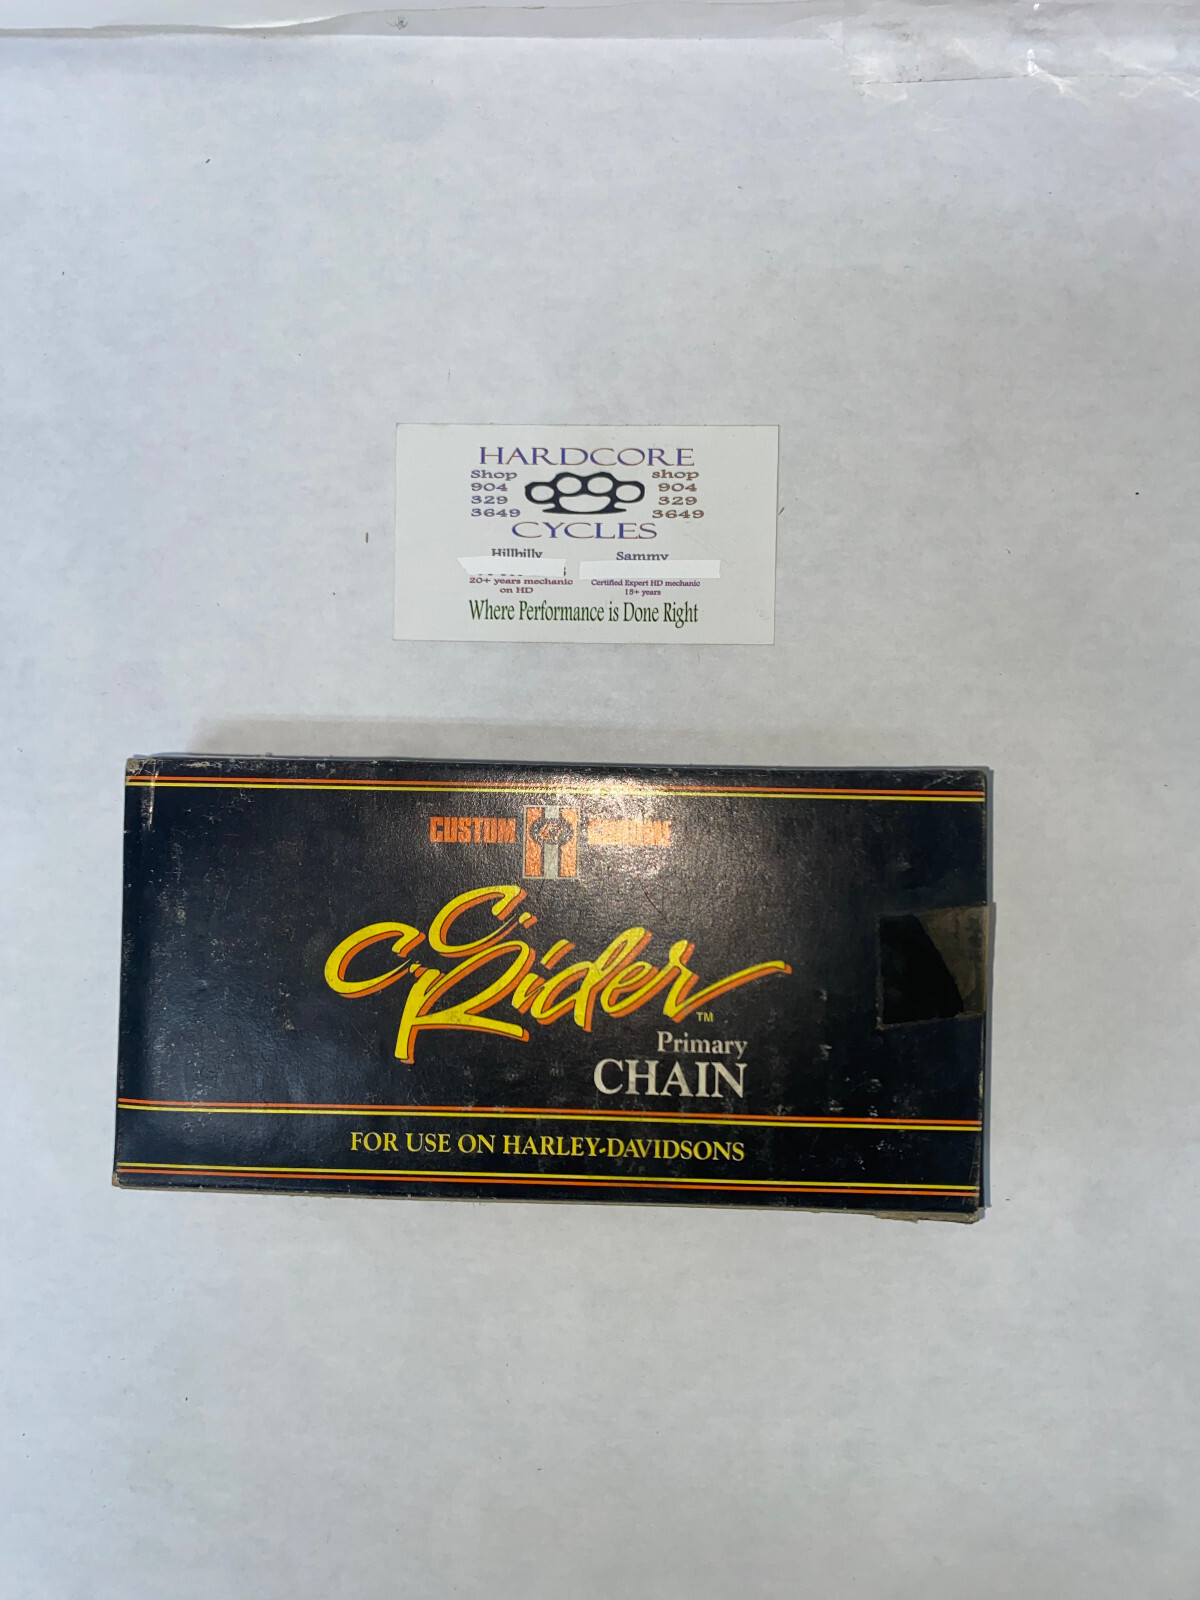 HARDCORE
Shop shop
904 904
329 329
3649 3649
CYCLES
Hillbilly Sammy
20+ years mechanic Certified Expert HD mechanic
on HD 15+ years
Where Performance is Done Right
CUSTOM
C.C. Rider™
Primary
CHAIN
FOR USE ON HARLEY-DAVIDSONS